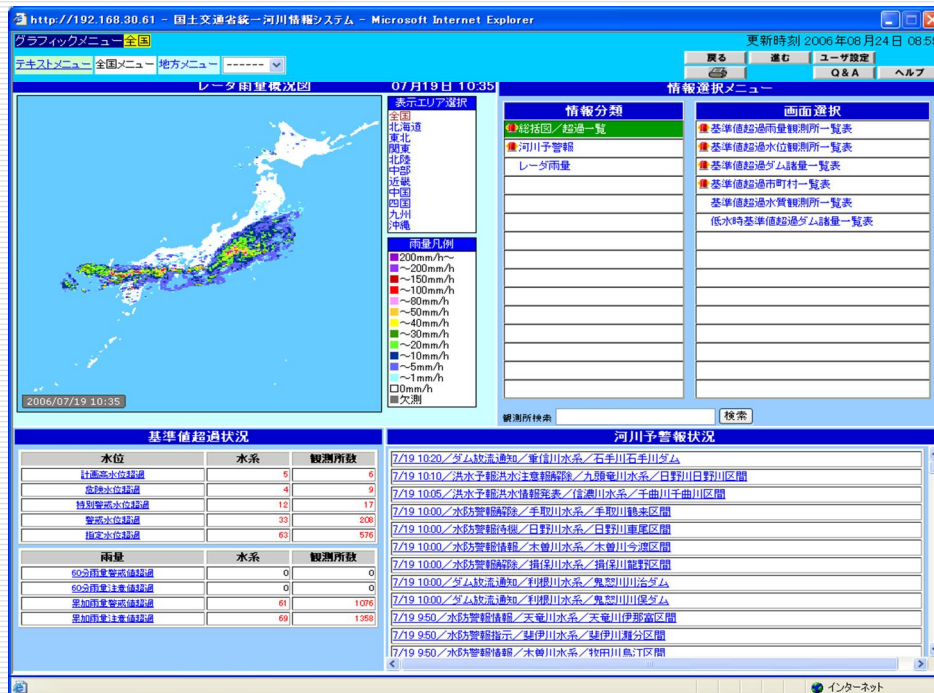 http://192.168.30.61 - 国土交通省統一河川情報システム - Microsoft Internet Explorer
グラフィックメニュー 全国
更新時刻 2006年08月24日 08:5
テキストメニュー 全国メニュー 地方メニュー ------
戻る 進む ユーザ設定
Q&A ヘルプ
レーダ雨量概況図 07月19日 10:35
表示エリア選択
全国
北海道
東北
関東
北陸
中部
近畿
中国
四国
九州
沖縄
雨量凡例
200mm/h~
~200mm/h
~150mm/h
~100mm/h
~80mm/h
~50mm/h
~40mm/h
~30mm/h
~20mm/h
~10mm/h
~5mm/h
~1mm/h
0mm/h
欠測
2006/07/19 10:35
情報選択メニュー
情報分類
総括図/超過一覧
河川予警報
レーダ雨量
画面選択
基準値超過雨量観測所一覧表
基準値超過水位観測所一覧表
基準値超過ダム諸量一覧表
基準値超過市町村一覧表
基準値超過水質観測所一覧表
低水時基準値超過ダム諸量一覧表
観測所検索 検索
基準値超過状況
水位 水系 観測所数
計画高水位超過 5 6
危険水位超過 4 9
特別警戒水位超過 12 17
警戒水位超過 33 208
指定水位超過 63 576
雨量 水系 観測所数
60分雨量警戒値超過 0 0
60分雨量注意値超過 0 0
累加雨量警戒値超過 61 1076
累加雨量注意値超過 69 1358
河川予警報状況
7/19 10:20/ダム放流通知/重信川水系/石手川石手川ダム
7/19 10:10/洪水予報洪水注意報解除/九頭竜川水系/日野川日野川区間
7/19 10:05/洪水予報洪水情報発表/信濃川水系/千曲川千曲川区間
7/19 10:00/水防警報解除/手取川水系/手取川鶴来区間
7/19 10:00/水防警報待機/日野川水系/日野川車尾区間
7/19 10:00/水防警報情報/木曽川水系/木曽川今渡区間
7/19 10:00/水防警報解除/揖保川水系/揖保川龍野区間
7/19 10:00/ダム放流通知/利根川水系/鬼怒川川治ダム
7/19 10:00/ダム放流通知/利根川水系/鬼怒川川俣ダム
7/19 9:50/水防警報情報/天竜川水系/天竜川伊那富区間
7/19 9:50/水防警報指示/斐伊川水系/斐伊川灘分区間
7/19 9:50/水防警報情報/木曽川水系/牧田川烏江区間
インターネット